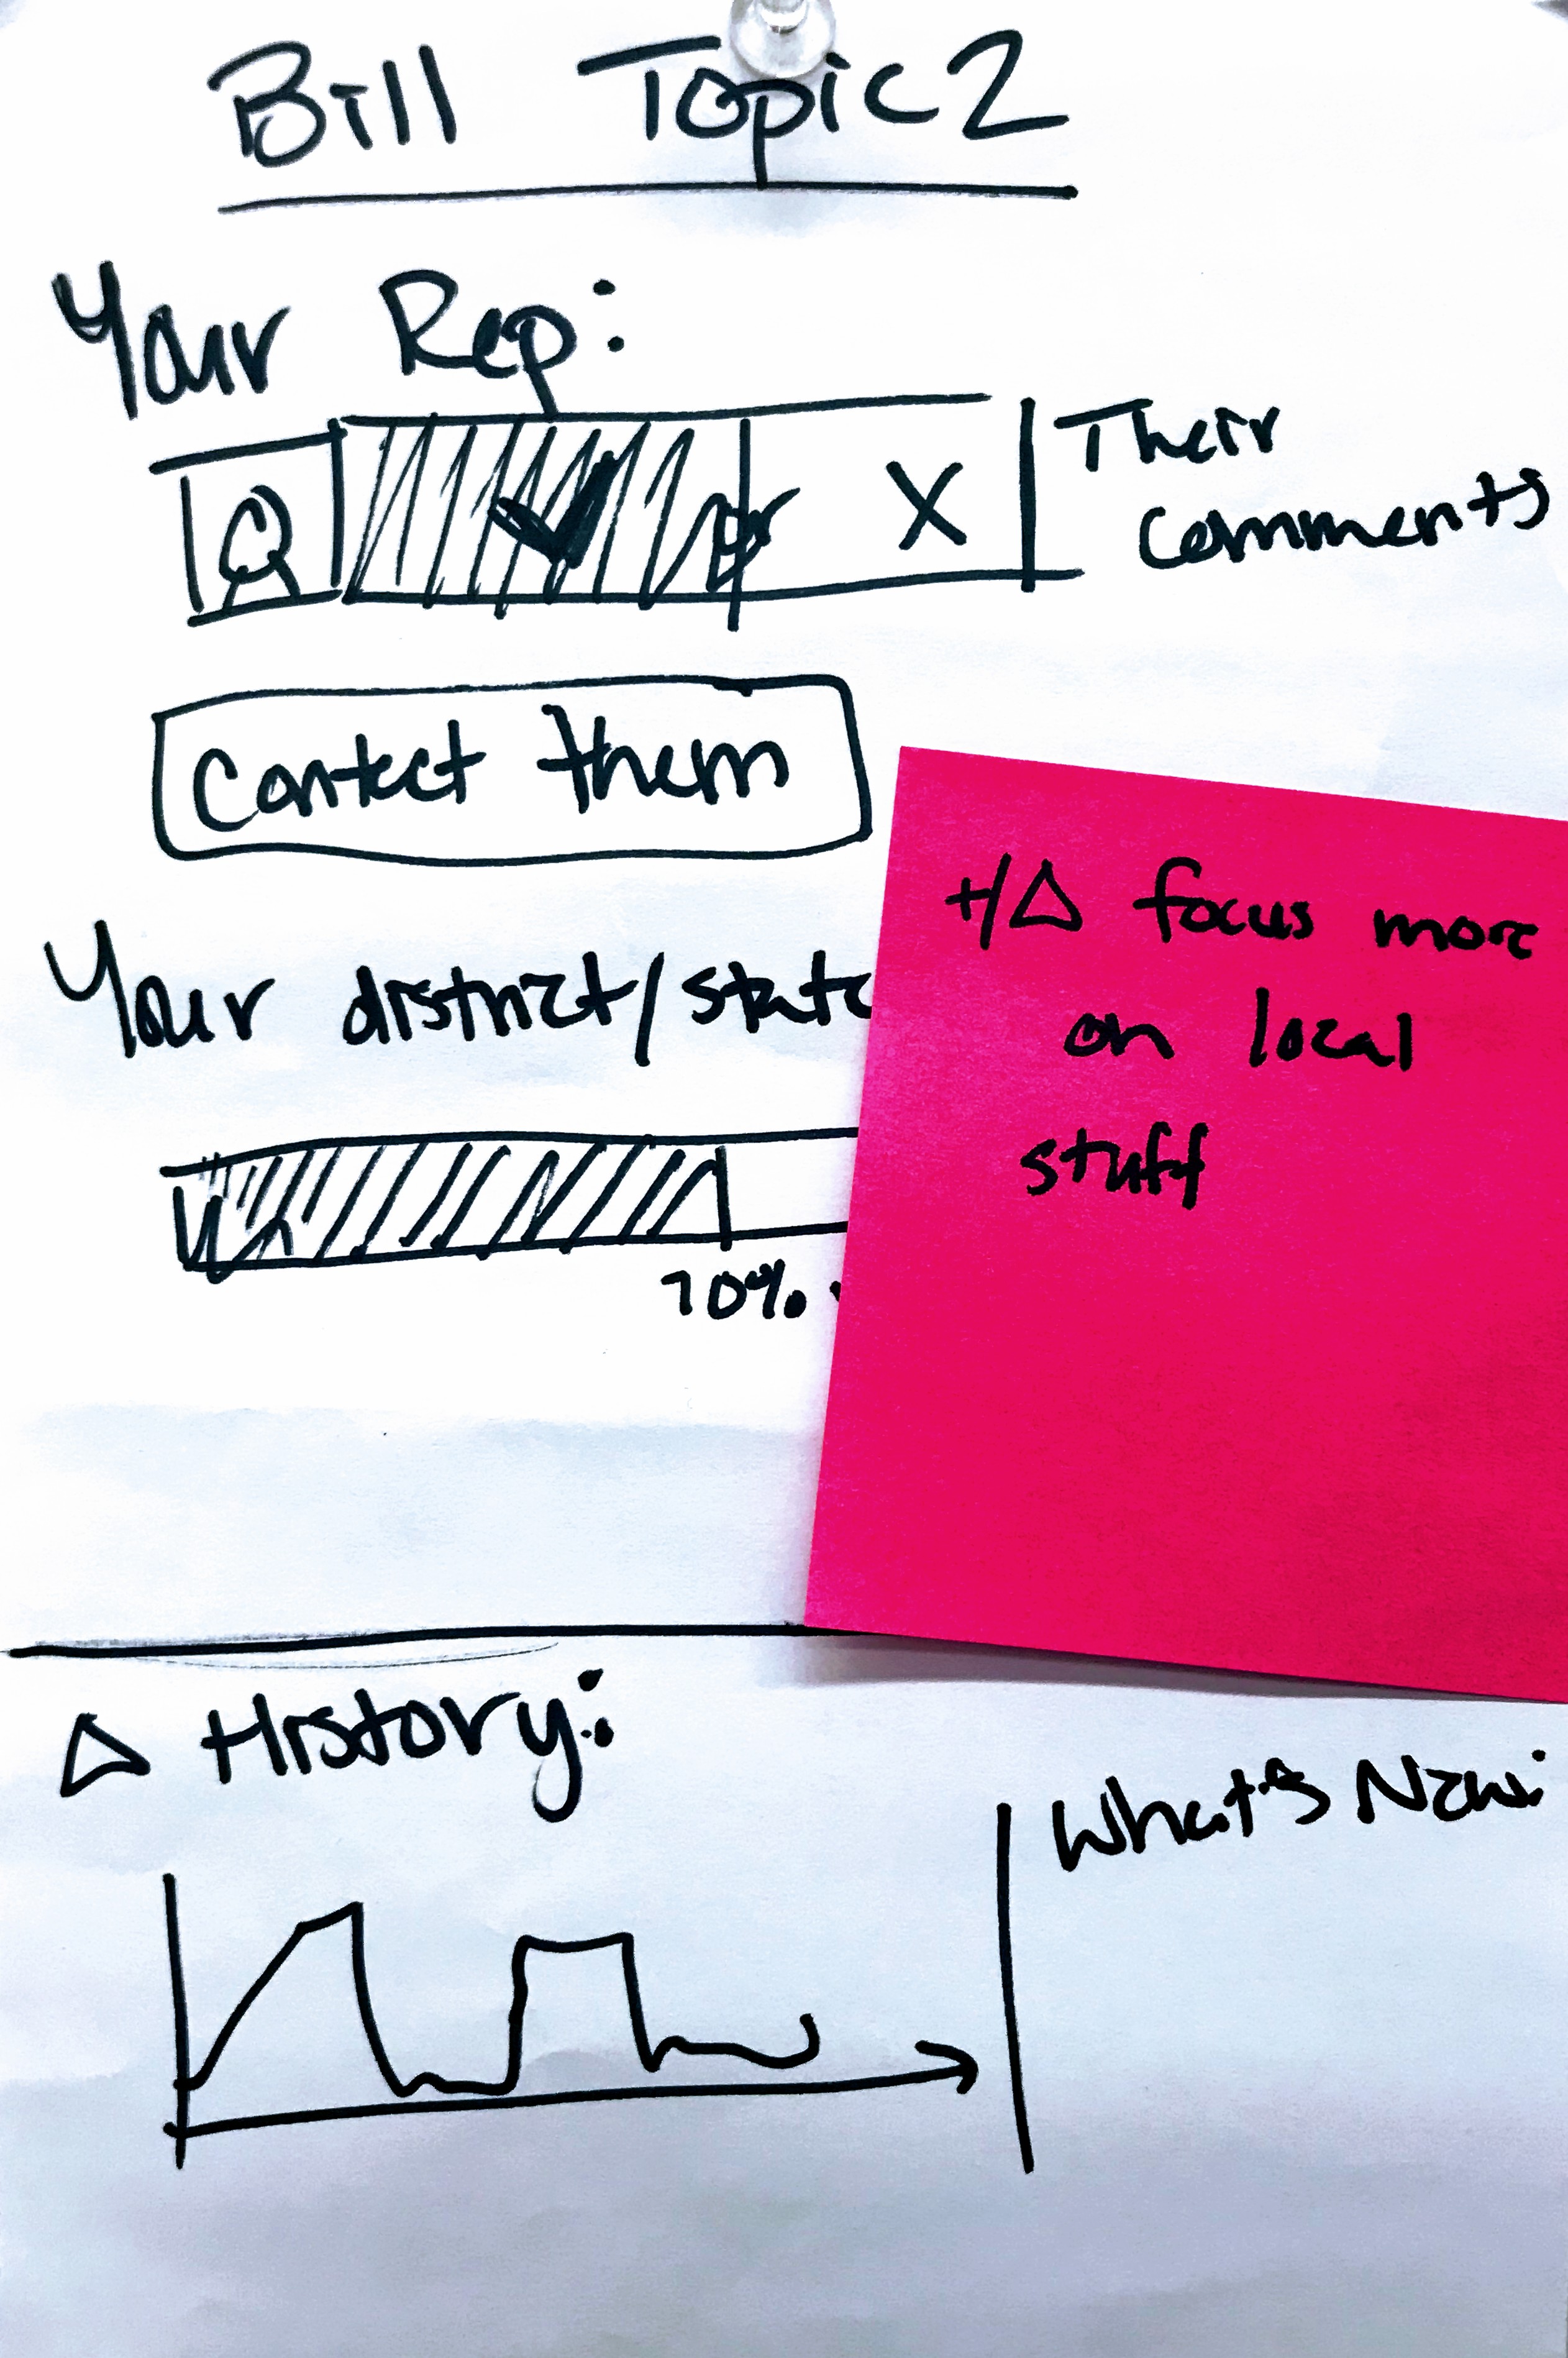 Bill Topic 2
Your Rep:
X
Their
comments
Contact them
Your district/state
70%
+/Δ focus more
on local
stuff
Δ History:
What's New: